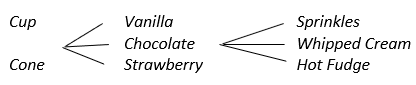 Cup Vanilla Sprinkles
Chocolate Whipped Cream
Cone Strawberry Hot Fudge